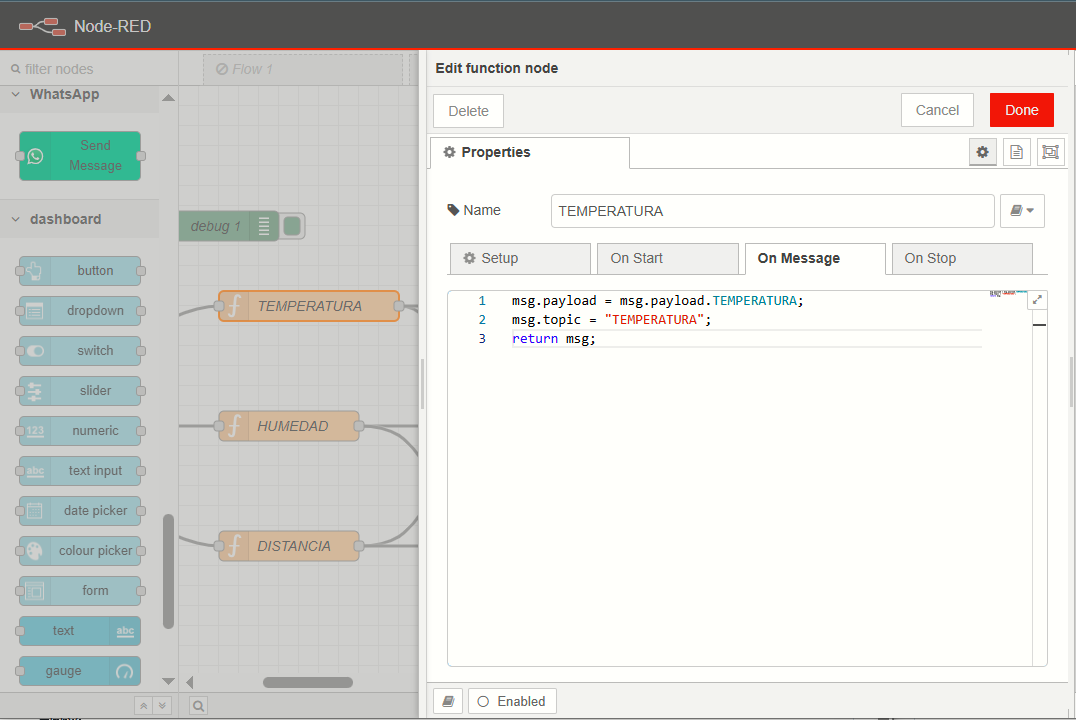 Node-RED
filter nodes
Flow 1
Edit function node
WhatsApp
Delete
Cancel
Done
Send
Message
Properties
dashboard
Name
TEMPERATURA
debug 1
button
Setup
On Start
On Message
On Stop
dropdown
TEMPERATURA
1 msg.payload = msg.payload.TEMPERATURA;
2 msg.topic = "TEMPERATURA";
3 return msg;
switch
slider
123 numeric
HUMEDAD
abc text input
date picker
colour picker
DISTANCIA
form
text abc
gauge
Enabled